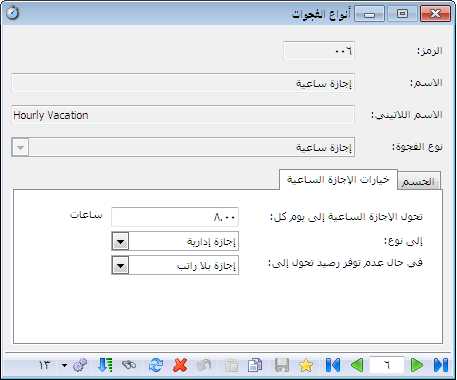 أنواع الفجوات
الرمز: ٠٠٦
الاسم: إجازة ساعية
الاسم اللاتيني: Hourly Vacation
نوع الفجوة: إجازة ساعية
الحسم خيارات الإجازة الساعية
تحول الإجازة الساعية إلى يوم كل: ٨.٠٠ ساعات
إلى نوع: إجازة إدارية
في حال عدم توفر رصيد تحول إلى: إجازة بلا راتب
٦ ١٣